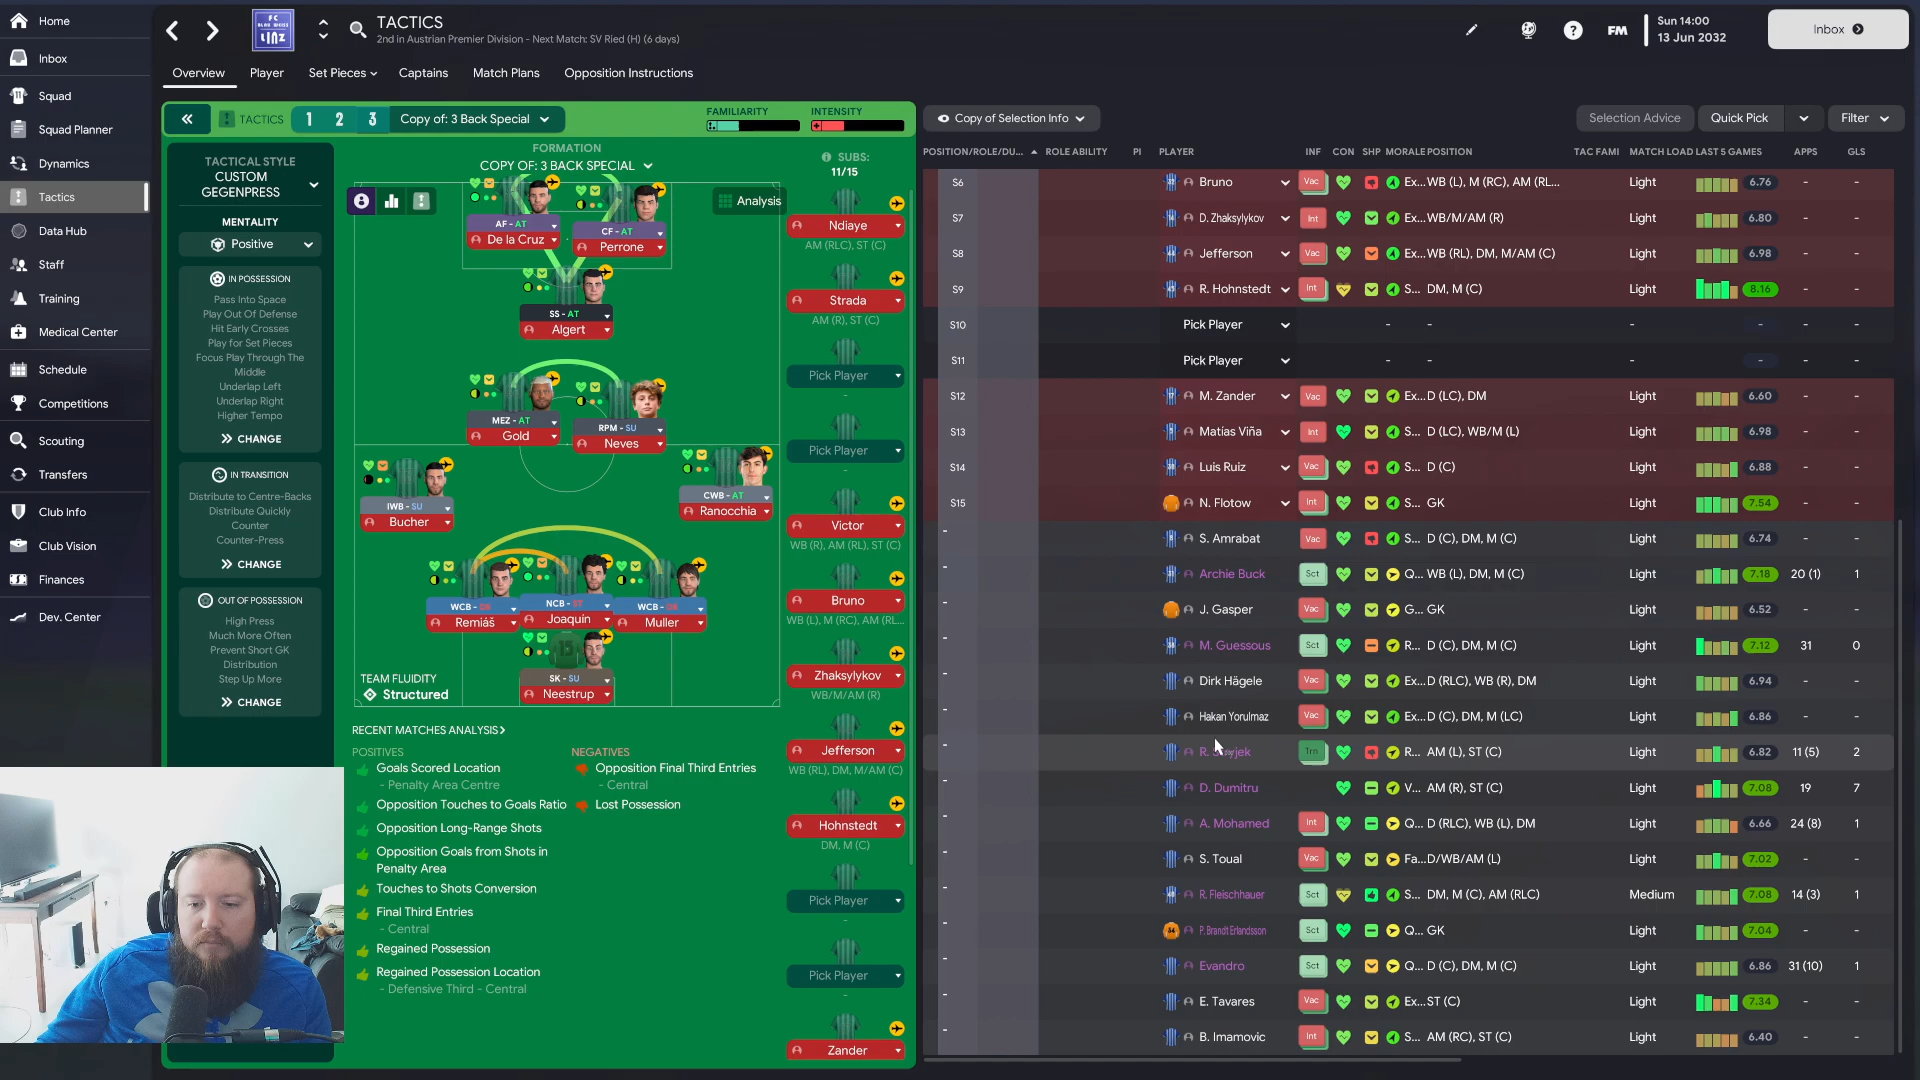 Home
Inbox
Squad
Squad Planner
Dynamics
Tactics
Data Hub
Staff
Training
Medical Center
Schedule
Competitions
Scouting
Transfers
Club Info
Club Vision
Finances
Dev. Center
FC
BLAU WEISS
LINZ
TACTICS
2nd in Austrian Premier Division - Next Match: SV Ried (H) (6 days)
FM
Sun 14:00
13 Jun 2032
Inbox
Overview
Player
Set Pieces
Captains
Match Plans
Opposition Instructions
TACTICS
1
2
3
Copy of: 3 Back Special
FAMILIARITY
INTENSITY
TACTICAL STYLE
CUSTOM
GEGENPRESS
MENTALITY
Positive
IN POSSESSION
Pass Into Space
Play Out Of Defense
Hit Early Crosses
Play for Set Pieces
Focus Play Through The
Middle
Underlap Left
Underlap Right
Higher Tempo
CHANGE
IN TRANSITION
Distribute to Centre-Backs
Distribute Quickly
Counter
Counter-Press
CHANGE
OUT OF POSSESSION
High Press
Much More Often
Prevent Short GK
Distribution
Step Up More
CHANGE
FORMATION
COPY OF: 3 BACK SPECIAL
Analysis
AF - AT
De la Cruz
CF - AT
Perrone
SS - AT
Algert
MEZ - AT
Gold
RPM - SU
Neves
IWB - SU
Bucher
CWB - AT
Ranocchia
WCB -
Remiáš
NCB -
Joaquín
WCB -
Muller
SK - SU
Neestrup
TEAM FLUIDITY
Structured
SUBS:
11/15
Ndiaye
AM (RLC), ST (C)
Strada
AM (R), ST (C)
Pick Player
-
Pick Player
-
Victor
WB (R), AM (RL), ST (C)
Bruno
WB (L), M (RC), AM (RL...
Zhaksylykov
WB/M/AM (R)
Jefferson
WB (RL), DM, M/AM (C)
Hohnstedt
DM, M (C)
Pick Player
-
Pick Player
-
Zander
RECENT MATCHES ANALYSIS
POSITIVES
Goals Scored Location
- Penalty Area Centre
Opposition Touches to Goals Ratio
Opposition Long-Range Shots
Opposition Goals from Shots in
Penalty Area
Touches to Shots Conversion
Final Third Entries
- Central
Regained Possession
Regained Possession Location
- Defensive Third - Central
NEGATIVES
Opposition Final Third Entries
- Central
Lost Possession
Copy of Selection Info
Selection Advice
Quick Pick
Filter
POSITION/ROLE/DU... ROLE ABILITY PI PLAYER INF CON SHP MORALE POSITION TAC FAMI MATCH LOAD LAST 5 GAMES APPS GLS
S6 Bruno Vac Ex... WB (L), M (RC), AM (RL... Light 6.76 - -
S7 D. Zhaksylykov Int Ex... WB/M/AM (R) Light 6.80 - -
S8 Jefferson Vac Ex... WB (RL), DM, M/AM (C) Light 6.98 - -
S9 R. Hohnstedt Int S... DM, M (C) Light 8.16 - -
S10 Pick Player - - - - - -
S11 Pick Player - - - - - -
S12 M. Zander Vac Ex... D (LC), DM Light 6.60 - -
S13 Matías Viña Int S... D (LC), WB/M (L) Light 6.98 - -
S14 Luis Ruiz Vac S... D (C) Light 6.88 - -
S15 N. Flotow Int S... GK Light 7.54 - -
- S. Amrabat Vac S... D (C), DM, M (C) Light 6.74 - -
- Archie Buck Sct Q... WB (L), DM, M (C) Light 7.18 20 (1) 1
- J. Gasper Vac G... GK Light 6.52 - -
- M. Guessous Sct R... D (C), DM, M (C) Light 7.12 31 0
- Dirk Hägele Vac Ex... D (RLC), WB (R), DM Light 6.94 - -
- Hakan Yorulmaz Vac Ex... D (C), DM, M (LC) Light 6.86 - -
- R. Trn R... AM (L), ST (C) Light 6.82 11 (5) 2
- D. Dumitru V... AM (R), ST (C) Light 7.08 19 7
- A. Mohamed Int Q... D (RLC), WB (L), DM Light 6.66 24 (8) 1
- S. Toual Vac Fa... D/WB/AM (L) Light 7.02 - -
- R. Fleischhauer Sct S... DM, M (C), AM (RLC) Medium 7.08 14 (3) 1
- P. Brandt Erlandsson Sct Q... GK Light 7.04 - -
- Evandro Sct Q... D (C), DM, M (C) Light 6.86 31 (10) 1
- E. Tavares Vac Ex... ST (C) Light 7.34 - -
- B. Imamovic Int S... AM (RC), ST (C) Light 6.40 - -